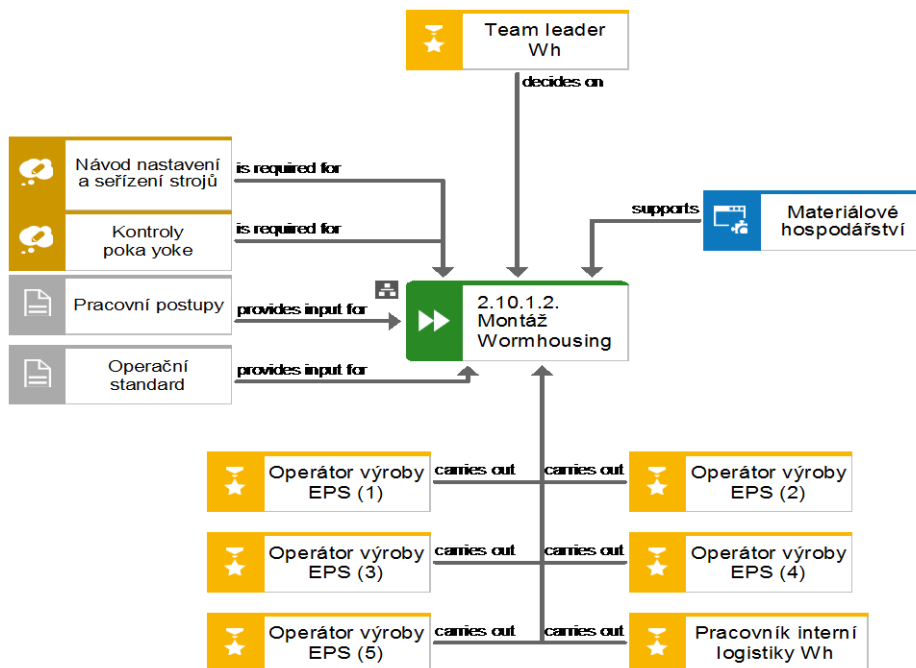 Team leader
Wh
decides on
Návod nastavení
a seřízení strojů
is required for
Kontroly
poka yoke
is required for
supports
Materiálové
hospodářství
Pracovní postupy
provides input for
2.10.1.2.
Montáž
Wormhousing
Operační
standard
provides input for
Operátor výroby
EPS (1)
carries out
carries out
Operátor výroby
EPS (2)
Operátor výroby
EPS (3)
carries out
carries out
Operátor výroby
EPS (4)
Operátor výroby
EPS (5)
carries out
carries out
Pracovník interní
logistiky Wh